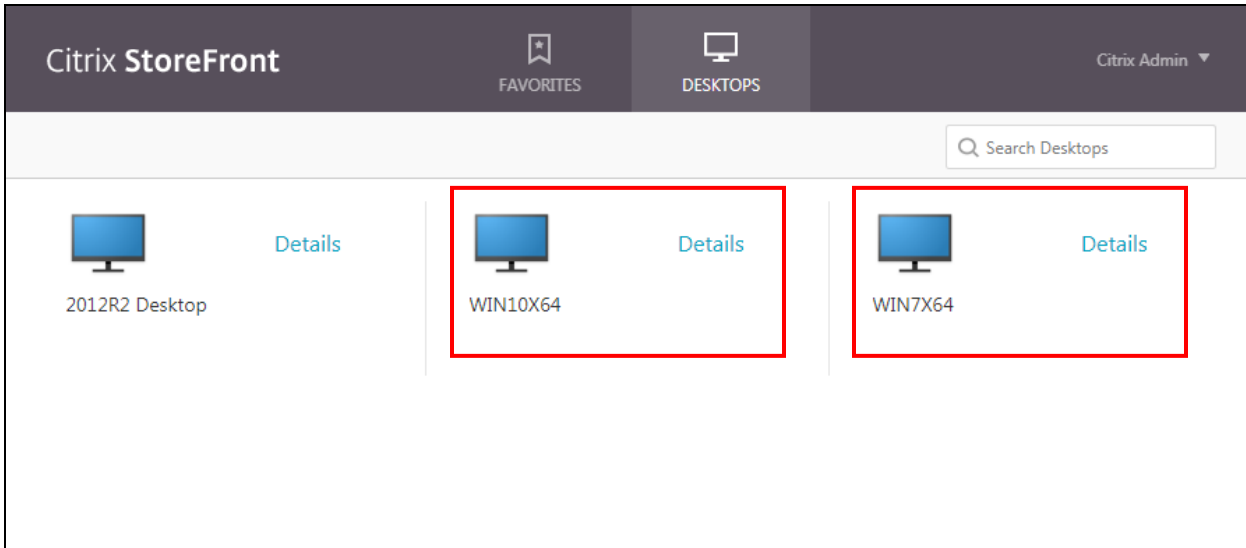 Citrix StoreFront
FAVORITES
DESKTOPS
Citrix Admin
Search Desktops
Details
2012R2 Desktop
Details
WIN10X64
Details
WIN7X64